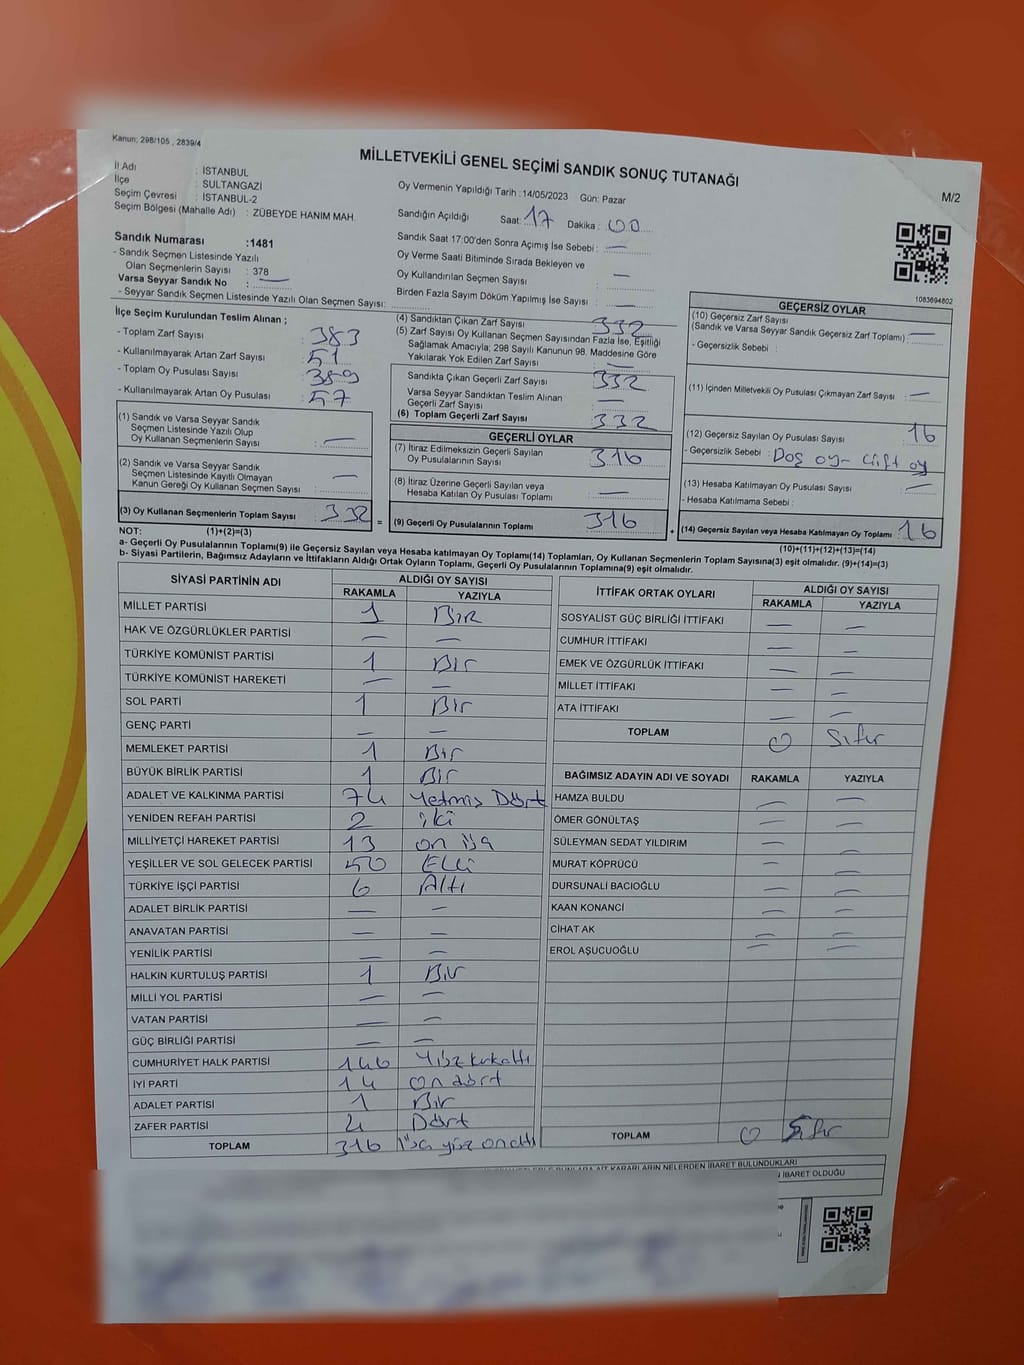 Kanun; 298/105 , 2839/4
MİLLETVEKİLİ GENEL SEÇİMİ SANDIK SONUÇ TUTANAĞI
M/2
İl Adı : İSTANBUL
İlçe : SULTANGAZİ
Seçim Çevresi : İSTANBUL-2
Seçim Bölgesi (Mahalle Adı) : ZÜBEYDE HANIM MAH.
Sandık Numarası :1481
- Sandık Seçmen Listesinde Yazılı
Olan Seçmenlerin Sayısı : 378
Varsa Seyyar Sandık No : —
- Seyyar Sandık Seçmen Listesinde Yazılı Olan Seçmen Sayısı:
Oy Vermenin Yapıldığı Tarih :14/05/2023 Gün: Pazar
Sandığın Açıldığı Saat: 17 Dakika : 00
Sandık Saat 17:00'den Sonra Açımış İse Sebebi : —
Oy Verme Saati Bitiminde Sırada Bekleyen ve
Oy Kullandırılan Seçmen Sayısı : —
Birden Fazla Sayım Döküm Yapılmış İse Sayısı : —
1083694802
İlçe Seçim Kurulundan Teslim Alınan ;
- Toplam Zarf Sayısı : 383
- Kullanılmayarak Artan Zarf Sayısı : 51
- Toplam Oy Pusulası Sayısı : 389
- Kullanılmayarak Artan Oy Pusulası : 57
(1) Sandık ve Varsa Seyyar Sandık
Seçmen Listesinde Yazılı Olup
Oy Kullanan Seçmenlerin Sayısı : —
(2) Sandık ve Varsa Seyyar Sandık
Seçmen Listesinde Kayıtlı Olmayan
Kanun Gereği Oy Kullanan Seçmen Sayısı : —
(3) Oy Kullanan Seçmenlerin Toplam Sayısı : 332 =
(4) Sandıktan Çıkan Zarf Sayısı : 332
(5) Zarf Sayısı Oy Kullanan Seçmen Sayısından Fazla İse, Eşitliği
Sağlamak Amacıyla; 298 Sayılı Kanunun 98. Maddesine Göre
Yakılarak Yok Edilen Zarf Sayısı : —
Sandıkta Çıkan Geçerli Zarf Sayısı : 332
Varsa Seyyar Sandıktan Teslim Alınan
Geçerli Zarf Sayısı : —
(6) Toplam Geçerli Zarf Sayısı : 332
GEÇERLİ OYLAR
(7) İtiraz Edilmeksizin Geçerli Sayılan
Oy Pusulalarının Sayısı : 316
(8) İtiraz Üzerine Geçerli Sayılan veya
Hesaba Katılan Oy Pusulası Toplamı : —
(9) Geçerli Oy Pusulalarının Toplamı : 316 +
GEÇERSİZ OYLAR
(10) Geçersiz Zarf Sayısı
(Sandık ve Varsa Seyyar Sandık Geçersiz Zarf Toplamı) : —
- Geçersizlik Sebebi :
(11) İçinden Milletvekili Oy Pusulası Çıkmayan Zarf Sayısı : —
(12) Geçersiz Sayılan Oy Pusulası Sayısı : 16
- Geçersizlik Sebebi : Boş oy - Çift oy
(13) Hesaba Katılmayan Oy Pusulası Sayısı : —
- Hesaba Katılmama Sebebi :
(14) Geçersiz Sayılan veya Hesaba Katılmayan Oy Toplamı : 16
NOT: (1)+(2)=(3)
(10)+(11)+(12)+(13)=(14)
a- Geçerli Oy Pusulalarının Toplamı(9) ile Geçersiz Sayılan veya Hesaba katılmayan Oy Toplamı(14) Toplamları, Oy Kullanan Seçmenlerin Toplam Sayısına(3) eşit olmalıdır. (9)+(14)=(3)
b- Siyasi Partilerin, Bağımsız Adayların ve İttifakların Aldığı Ortak Oyların Toplamı, Geçerli Oy Pusulalarının Toplamına(9) eşit olmalıdır.
SİYASİ PARTİNİN ADI ALDIĞI OY SAYISI
RAKAMLA YAZIYLA
MİLLET PARTİSİ 1 Bir
HAK VE ÖZGÜRLÜKLER PARTİSİ — —
TÜRKİYE KOMÜNİST PARTİSİ 1 Bir
TÜRKİYE KOMÜNİST HAREKETİ — —
SOL PARTİ 1 Bir
GENÇ PARTİ — —
MEMLEKET PARTİSİ 1 Bir
BÜYÜK BİRLİK PARTİSİ 1 Bir
ADALET VE KALKINMA PARTİSİ 74 Yetmiş Dört
YENİDEN REFAH PARTİSİ 2 iki
MİLLİYETÇİ HAREKET PARTİSİ 13 on üç
YEŞİLLER VE SOL GELECEK PARTİSİ 50 Elli
TÜRKİYE İŞÇİ PARTİSİ 6 Altı
ADALET BİRLİK PARTİSİ — —
ANAVATAN PARTİSİ — —
YENİLİK PARTİSİ — —
HALKIN KURTULUŞ PARTİSİ 1 Bir
MİLLİ YOL PARTİSİ — —
VATAN PARTİSİ — —
GÜÇ BİRLİĞİ PARTİSİ — —
CUMHURİYET HALK PARTİSİ 146 Yüz kırk altı
İYİ PARTİ 14 on dört
ADALET PARTİSİ 1 Bir
ZAFER PARTİSİ 4 Dört
TOPLAM 316 Üç yüz on altı
İTTİFAK ORTAK OYLARI ALDIĞI OY SAYISI
RAKAMLA YAZIYLA
SOSYALİST GÜÇ BİRLİĞİ İTTİFAKI — —
CUMHUR İTTİFAKI — —
EMEK VE ÖZGÜRLÜK İTTİFAKI — —
MİLLET İTTİFAKI — —
ATA İTTİFAKI — —
TOPLAM 0 Sıfır
BAĞIMSIZ ADAYIN ADI VE SOYADI RAKAMLA YAZIYLA
HAMZA BULDU — —
ÖMER GÖNÜLTAŞ — —
SÜLEYMAN SEDAT YILDIRIM — —
MURAT KÖPRÜCÜ — —
DURSUNALİ BACIOĞLU — —
KAAN KONANCİ — —
CİHAT AK — —
EROL AŞUCUOĞLU — —
TOPLAM 0 Sıfır
KARARLARIN NELERDEN İBARET BULUNDUKLARI
İBARET OLDUĞU